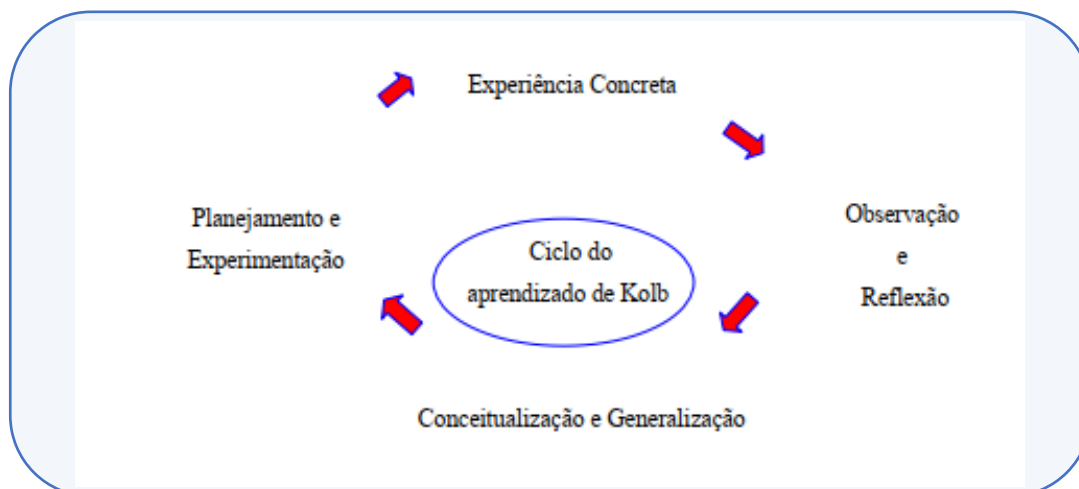 Experiência Concreta
Planejamento e
Experimentação
Ciclo do
aprendizado de Kolb
Observação
e
Reflexão
Conceitualização e Generalização